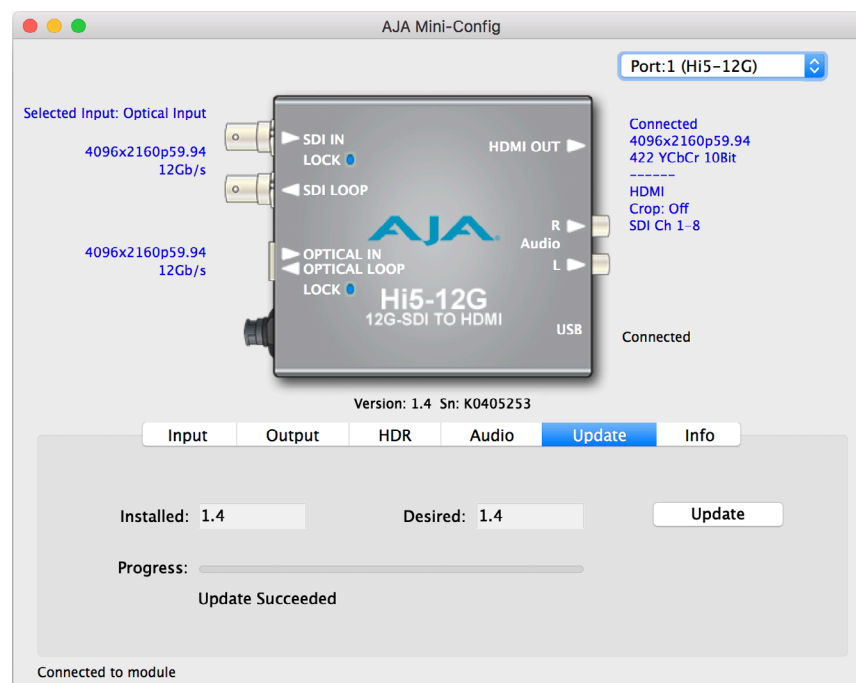 AJA Mini-Config
Port:1 (Hi5-12G)
Selected Input: Optical Input
4096x2160p59.94
12Gb/s
4096x2160p59.94
12Gb/s
SDI IN
LOCK
SDI LOOP
OPTICAL IN
OPTICAL LOOP
LOCK
HDMI OUT
AJA
R
Audio
L
Hi5-12G
12G-SDI TO HDMI
USB
Connected
4096x2160p59.94
422 YCbCr 10Bit
------
HDMI
Crop: Off
SDI Ch 1-8
Connected
Version: 1.4 Sn: K0405253
Input Output HDR Audio Update Info
Installed: 1.4 Desired: 1.4 Update
Progress:
Update Succeeded
Connected to module